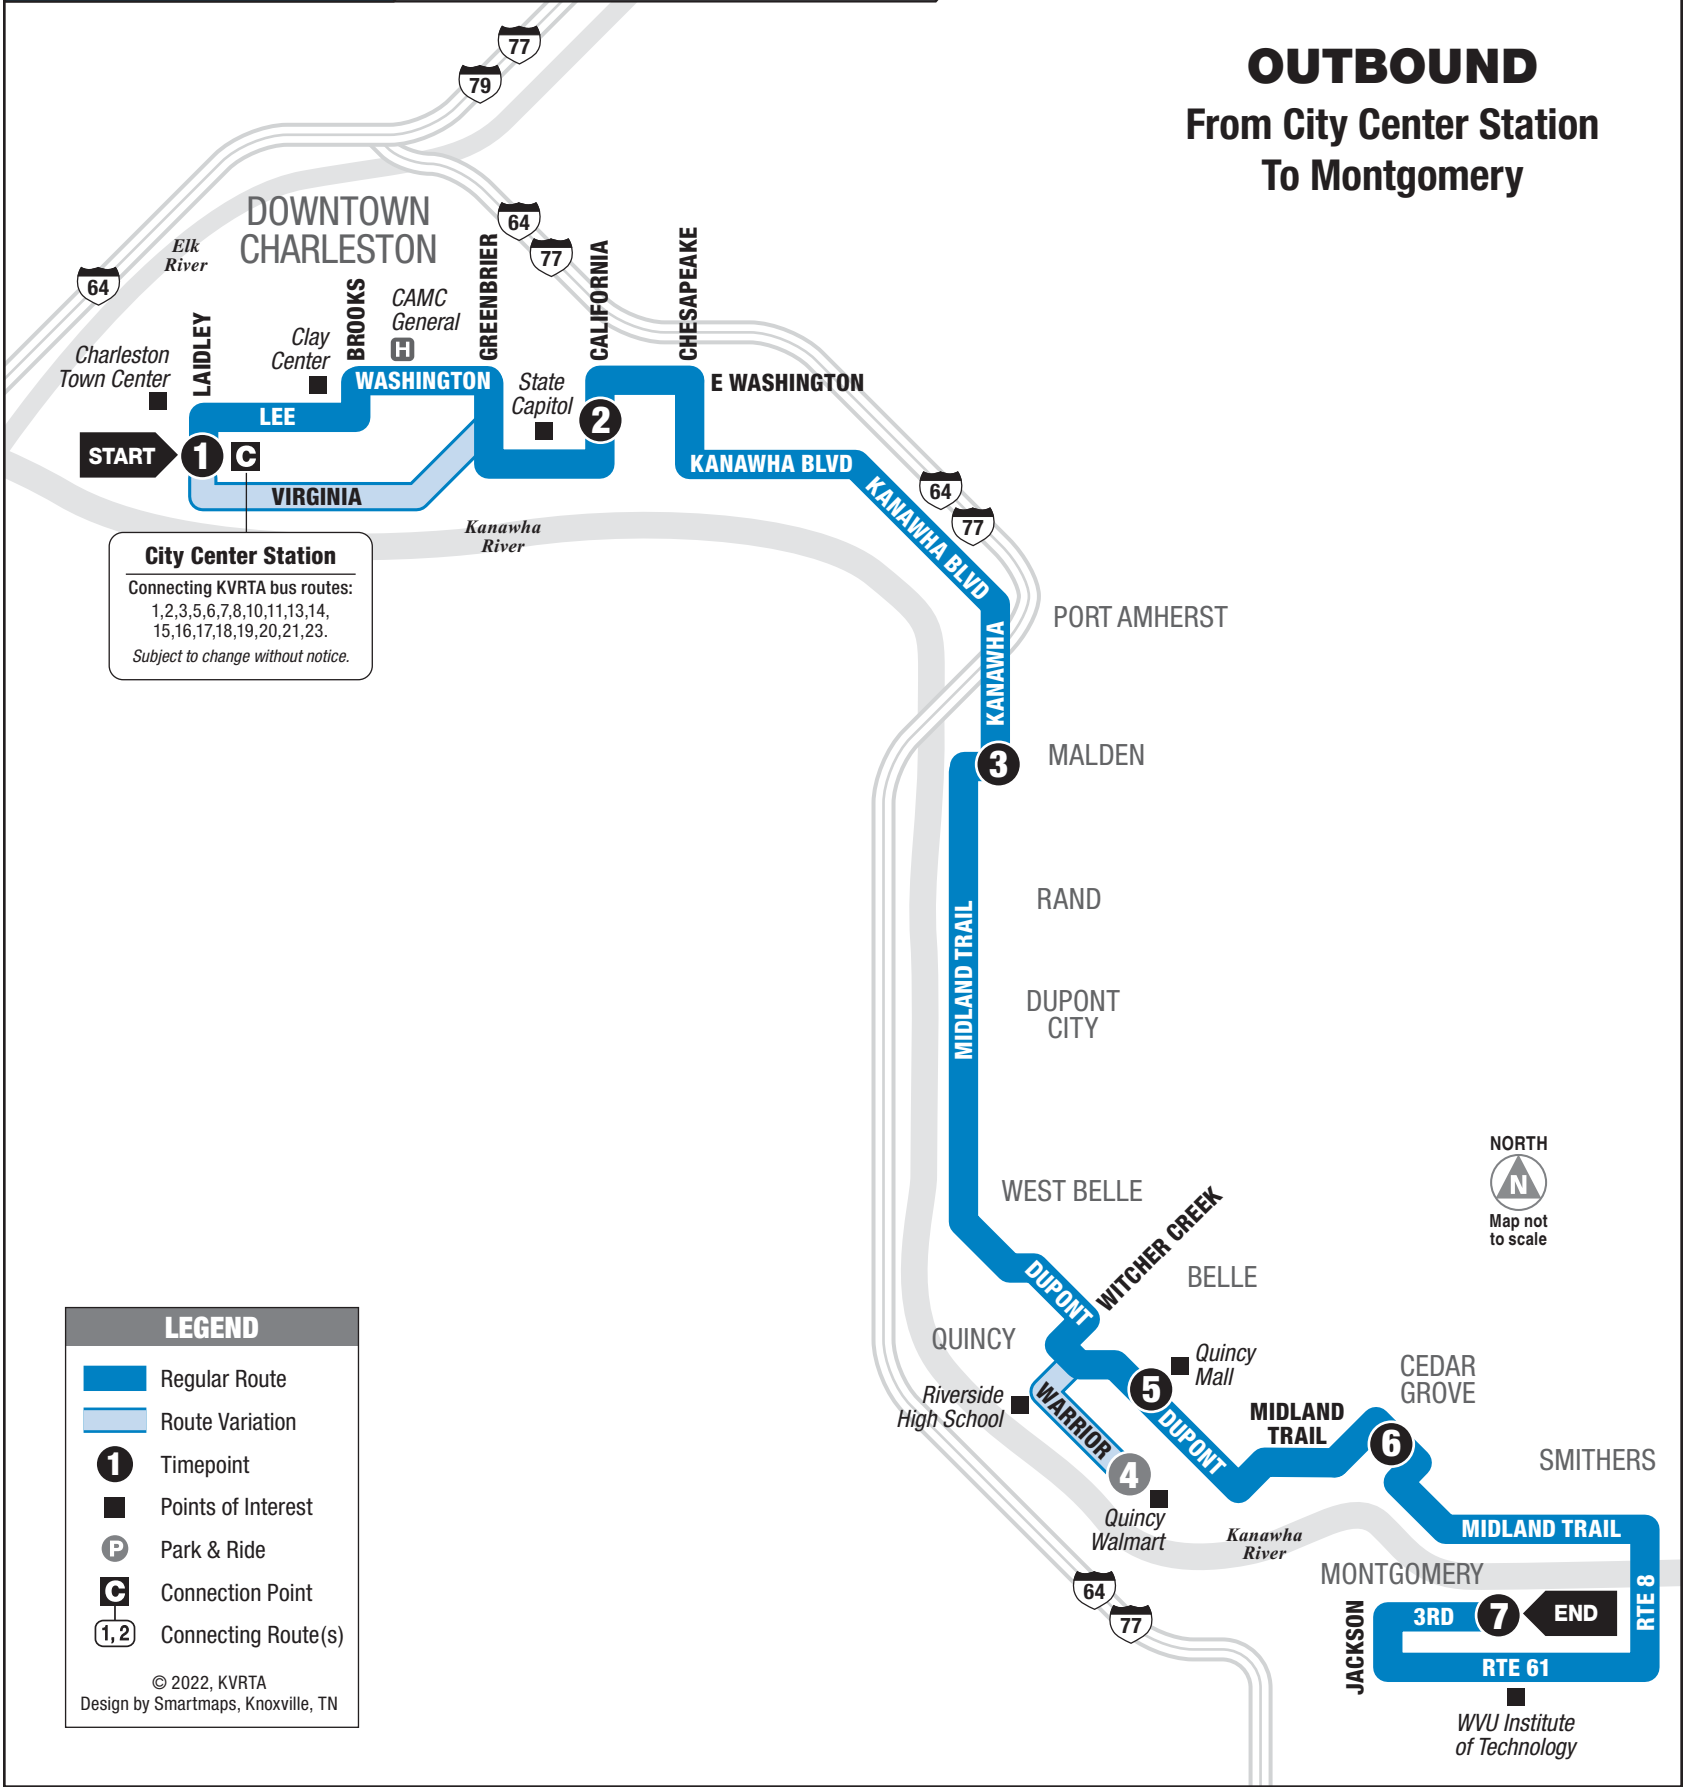 OUTBOUND
From City Center Station
To Montgomery
77
79
64
77
64
DOWNTOWN
CHARLESTON
Elk
River
LAIDLEY
BROOKS
GREENBRIER
CALIFORNIA
CHESAPEAKE
CAMC
General
H
Clay
Center
Charleston
Town Center
State
Capitol
WASHINGTON
E WASHINGTON
LEE
START
1
C
2
VIRGINIA
KANAWHA BLVD
KANAWHA BLVD
64
77
Kanawha
River
City Center Station
Connecting KVRTA bus routes:
1,2,3,5,6,7,8,10,11,13,14,
15,16,17,18,19,20,21,23.
Subject to change without notice.
KANAWHA
PORT AMHERST
3
MALDEN
RAND
MIDLAND TRAIL
DUPONT
CITY
WEST BELLE
WITCHER CREEK
BELLE
DUPONT
QUINCY
NORTH
N
Map not
to scale
Quincy
Mall
5
Riverside
High School
WARRIOR
4
Quincy
Walmart
DUPONT
MIDLAND
TRAIL
6
CEDAR
GROVE
SMITHERS
Kanawha
River
MIDLAND TRAIL
RTE 8
MONTGOMERY
JACKSON
3RD
7
END
RTE 61
WVU Institute
of Technology
64
77
LEGEND
Regular Route
Route Variation
1 Timepoint
Points of Interest
P Park & Ride
C Connection Point
1, 2 Connecting Route(s)
© 2022, KVRTA
Design by Smartmaps, Knoxville, TN